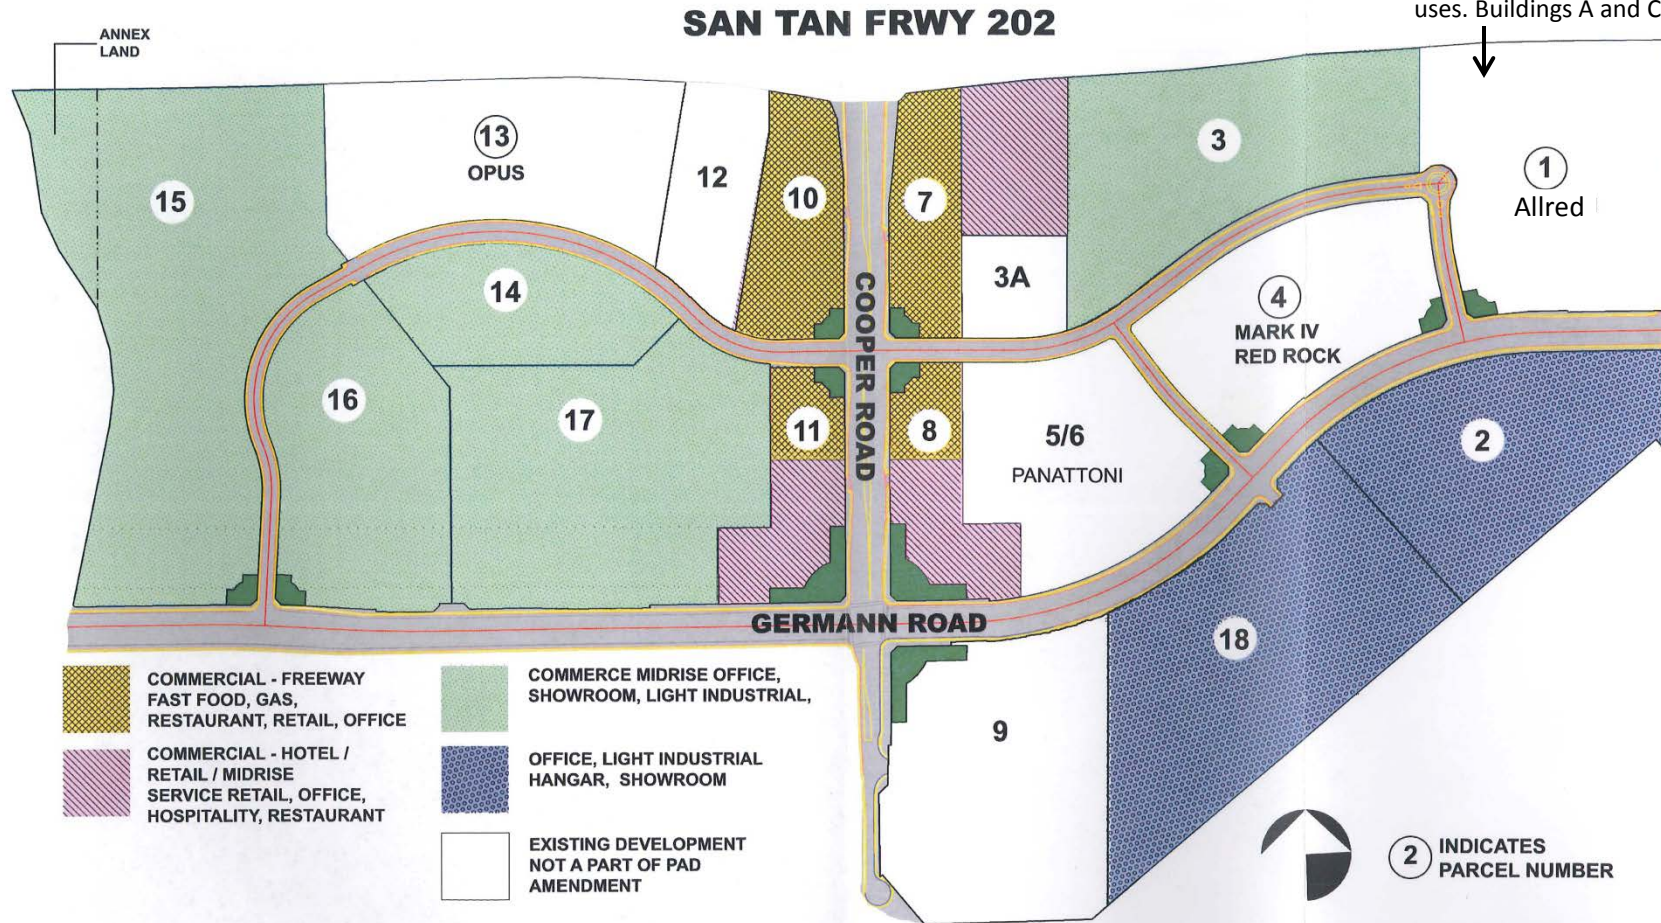 SAN TAN FRWY 202
uses. Buildings A and C
ANNEX
LAND
13
OPUS
12
10
7
3
1
Allred
15
14
3A
4
MARK IV
RED ROCK
16
17
11
8
5/6
PANATTONI
2
COOPER ROAD
GERMANN ROAD
18
9
COMMERCIAL - FREEWAY
FAST FOOD, GAS,
RESTAURANT, RETAIL, OFFICE
COMMERCIAL - HOTEL /
RETAIL / MIDRISE
SERVICE RETAIL, OFFICE,
HOSPITALITY, RESTAURANT
COMMERCE MIDRISE OFFICE,
SHOWROOM, LIGHT INDUSTRIAL,
OFFICE, LIGHT INDUSTRIAL
HANGAR, SHOWROOM
EXISTING DEVELOPMENT
NOT A PART OF PAD
AMENDMENT
2 INDICATES
PARCEL NUMBER